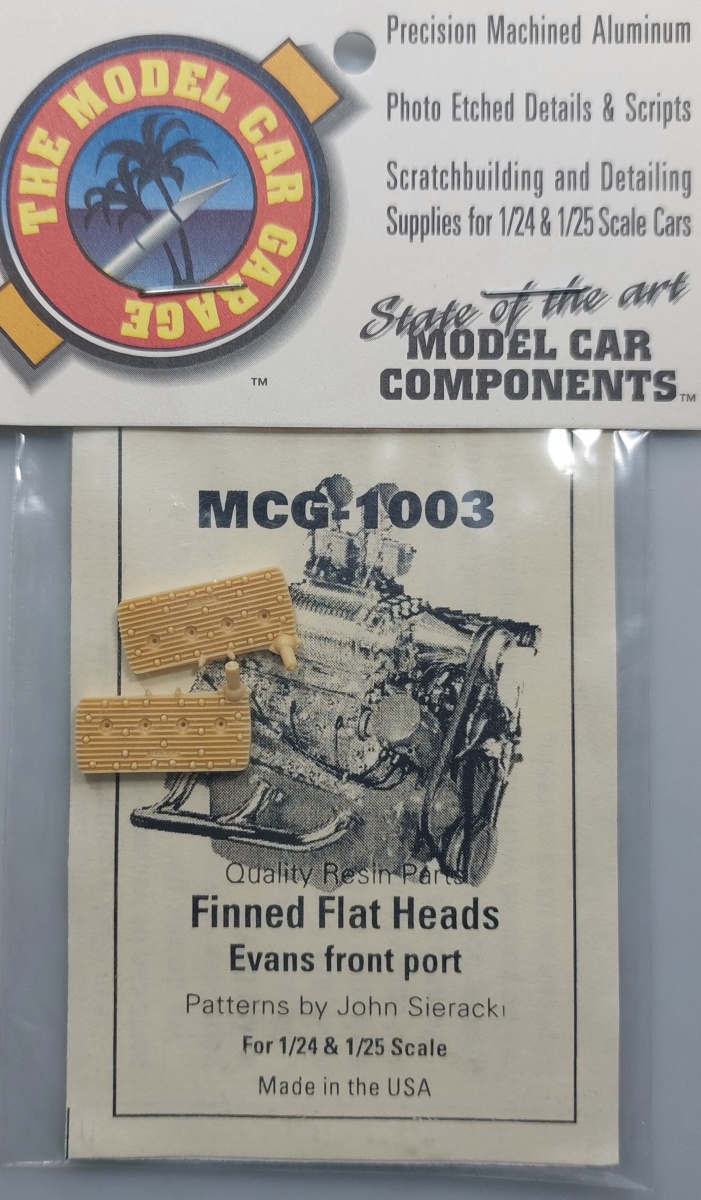 THE MODEL CAR GARAGE
TM
Precision Machined Aluminum
Photo Etched Details & Scripts
Scratchbuilding and Detailing
Supplies for 1/24 & 1/25 Scale Cars
State of the art
MODEL CAR
COMPONENTS TM
MCG-1003
Quality Resin Parts
Finned Flat Heads
Evans front port
Patterns by John Sieracki
For 1/24 & 1/25 Scale
Made in the USA